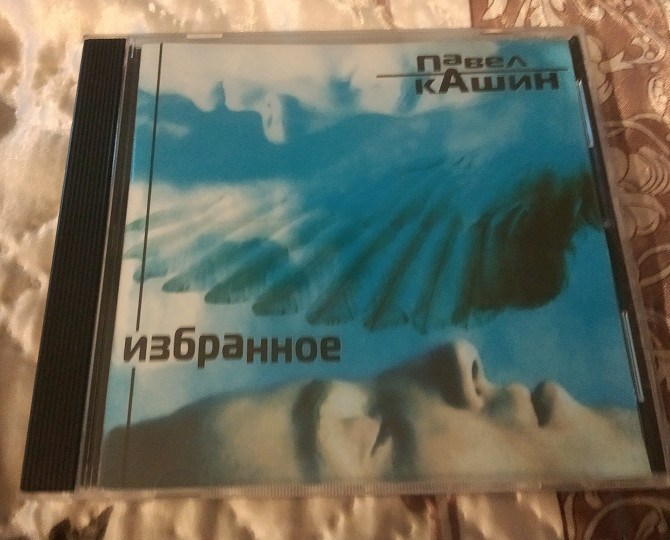 Павел
кАшин
избранное